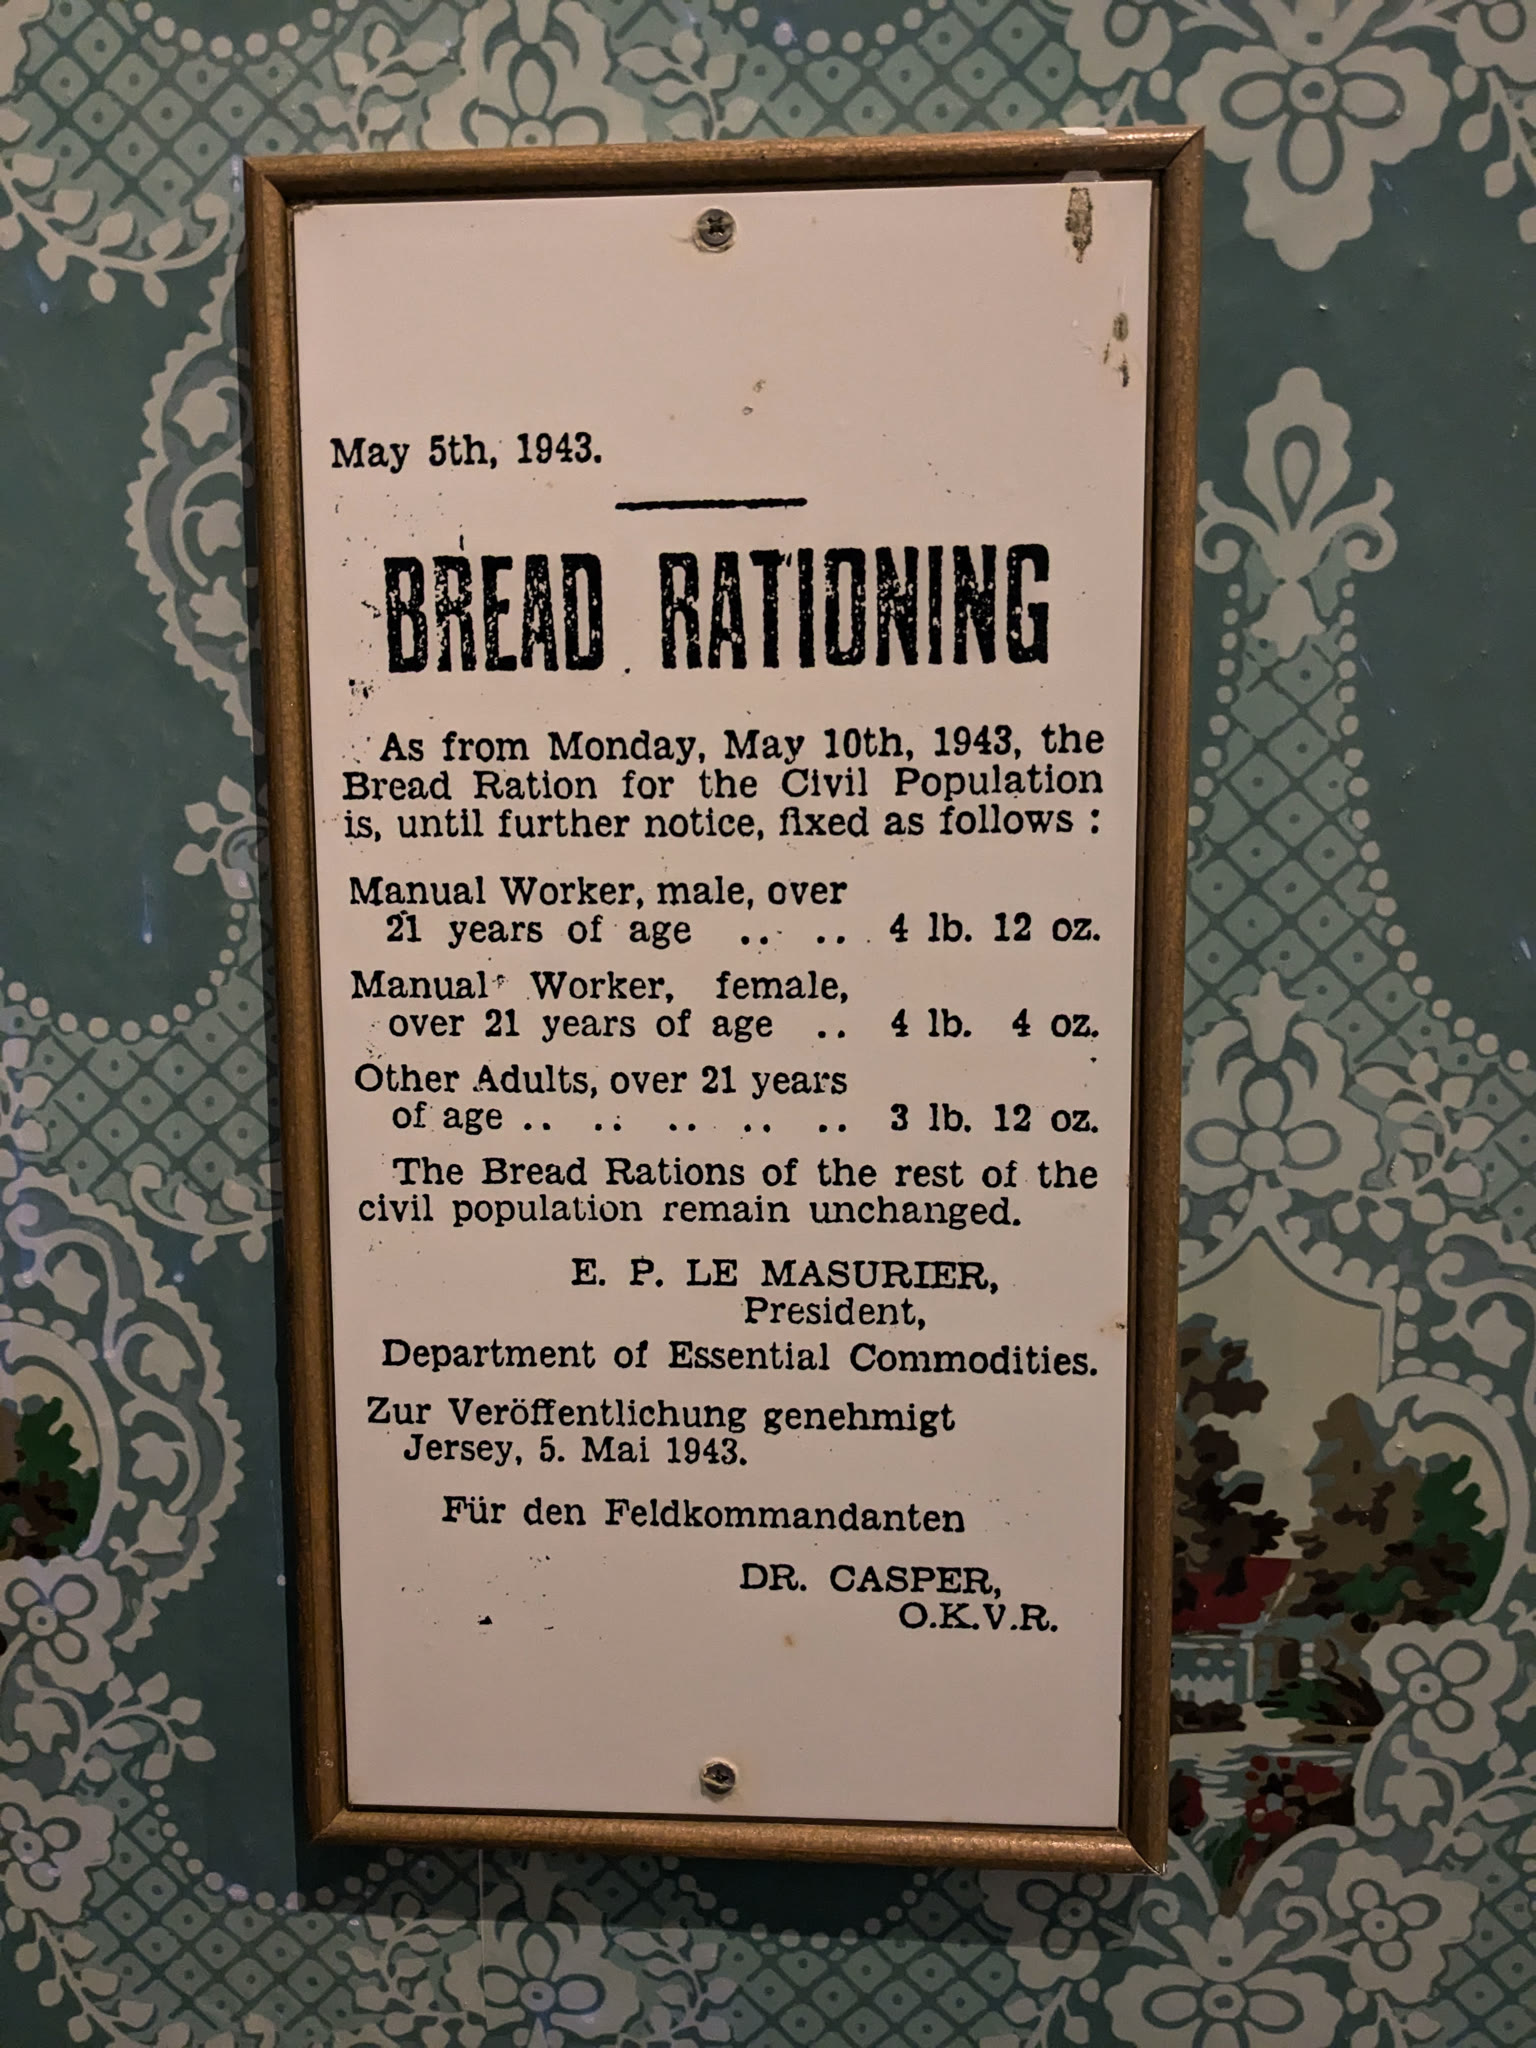 May 5th, 1943.
BREAD RATIONING
As from Monday, May 10th, 1943, the
Bread Ration for the Civil Population
is, until further notice, fixed as follows :
Manual Worker, male, over
21 years of age .. .. 4 lb. 12 oz.
Manual Worker, female,
over 21 years of age .. 4 lb. 4 oz.
Other Adults, over 21 years
of age .. .. .. .. .. 3 lb. 12 oz.
The Bread Rations of the rest of the
civil population remain unchanged.
E. P. LE MASURIER,
President,
Department of Essential Commodities.
Zur Veröffentlichung genehmigt
Jersey, 5. Mai 1943.
Für den Feldkommandanten
DR. CASPER,
O.K.V.R.